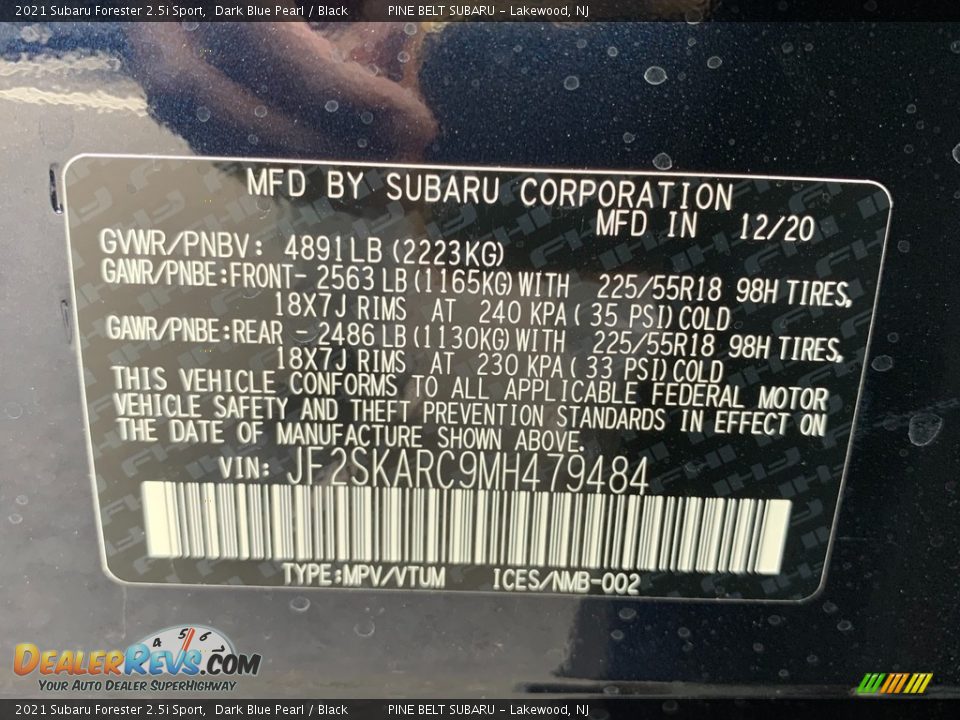 2021 Subaru Forester 2.5i Sport, Dark Blue Pearl / Black PINE BELT SUBARU - Lakewood, NJ
MFD BY SUBARU CORPORATION
MFD IN 12/20
GVWR/PNBV: 4891LB (2223KG)
GAWR/PNBE:FRONT- 2563 LB (1165KG) WITH 225/55R18 98H TIRES,
18X7J RIMS AT 240 KPA ( 35 PSI) COLD
GAWR/PNBE:REAR - 2486 LB (1130KG) WITH 225/55R18 98H TIRES,
18X7J RIMS AT 230 KPA ( 33 PSI) COLD
THIS VEHICLE CONFORMS TO ALL APPLICABLE FEDERAL MOTOR
VEHICLE SAFETY AND THEFT PREVENTION STANDARDS IN EFFECT ON
THE DATE OF MANUFACTURE SHOWN ABOVE.
VIN: JF2SKARC9MH479484
TYPE:MPV/VTUM ICES/NMB-002
4 5 6
DEALERREVS.COM
YOUR AUTO DEALER SUPERHIGHWAY
2021 Subaru Forester 2.5i Sport, Dark Blue Pearl / Black PINE BELT SUBARU - Lakewood, NJ